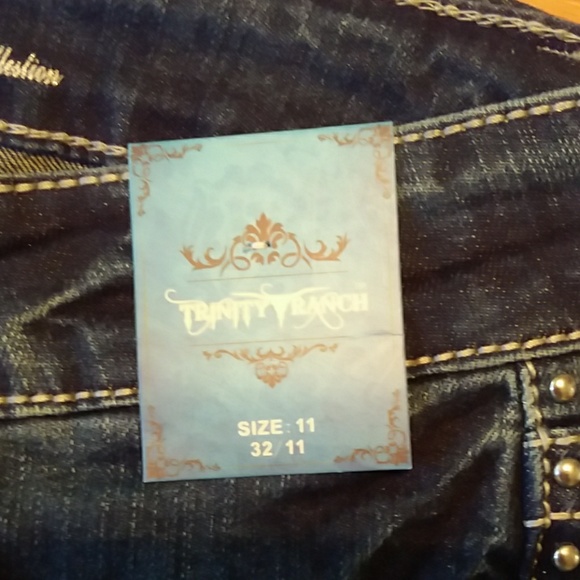 TRINITY RANCH
SIZE: 11
32/11